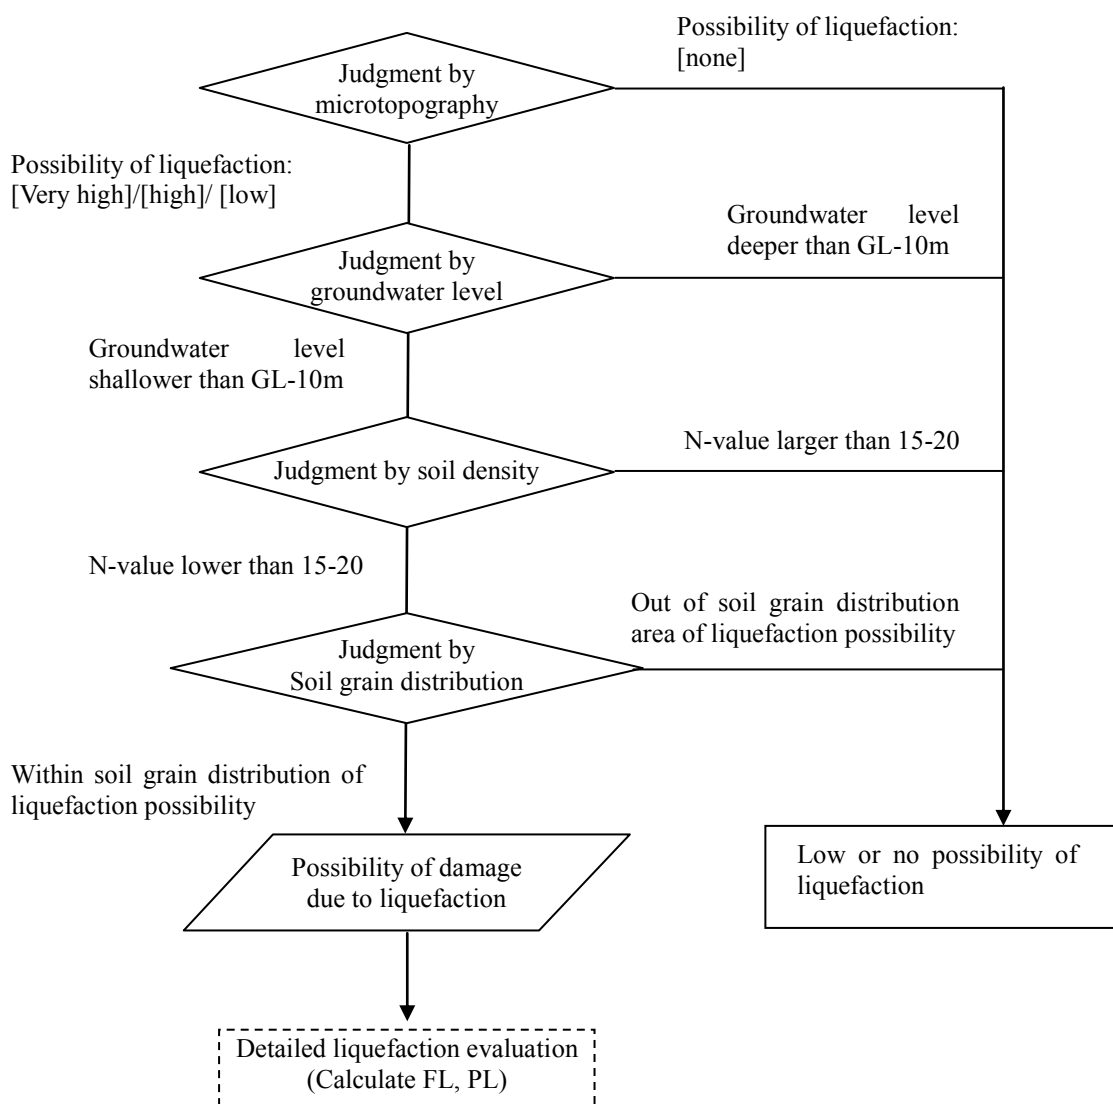 Possibility of liquefaction:
[none]
Judgment by
microtopography
Possibility of liquefaction:
[Very high]/[high]/ [low]
Groundwater level
deeper than GL-10m
Judgment by
groundwater level
Groundwater level
shallower than GL-10m
N-value larger than 15-20
Judgment by soil density
N-value lower than 15-20
Out of soil grain distribution
area of liquefaction possibility
Judgment by
Soil grain distribution
Within soil grain distribution of
liquefaction possibility
Possibility of damage
due to liquefaction
Low or no possibility of
liquefaction
Detailed liquefaction evaluation
(Calculate FL, PL)